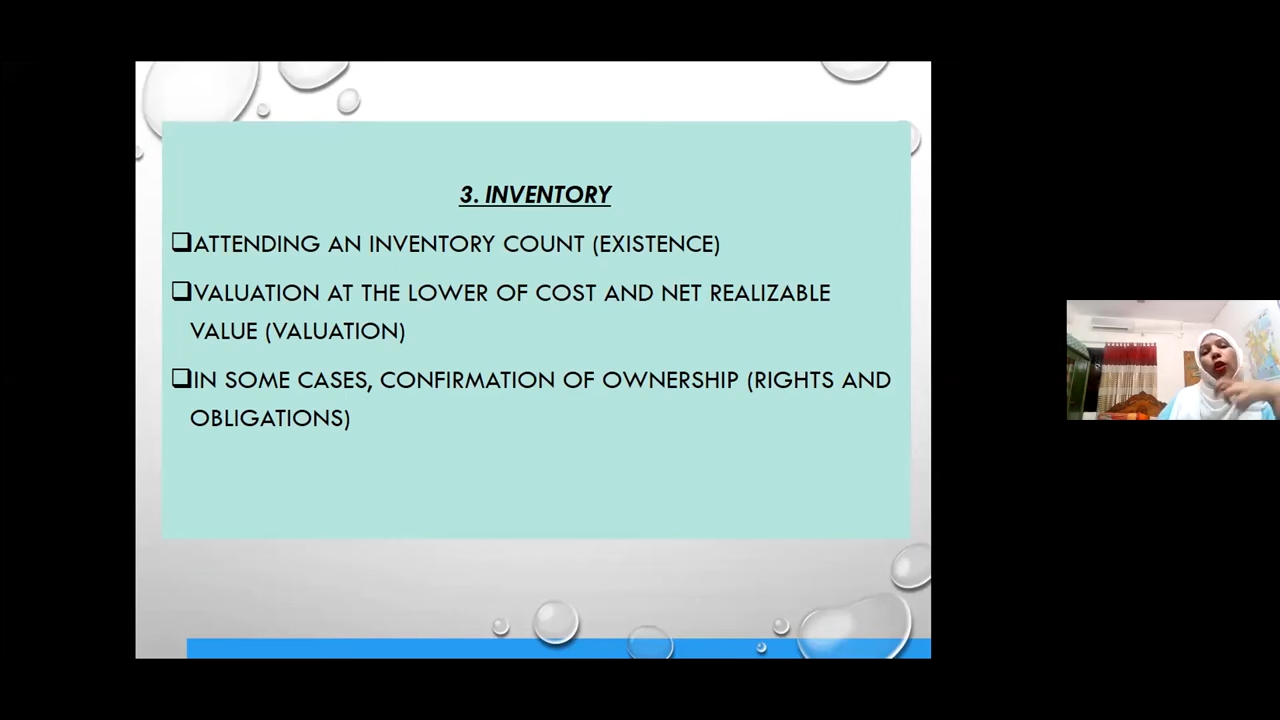 3. INVENTORY
ATTENDING AN INVENTORY COUNT (EXISTENCE)
VALUATION AT THE LOWER OF COST AND NET REALIZABLE
VALUE (VALUATION)
IN SOME CASES, CONFIRMATION OF OWNERSHIP (RIGHTS AND
OBLIGATIONS)